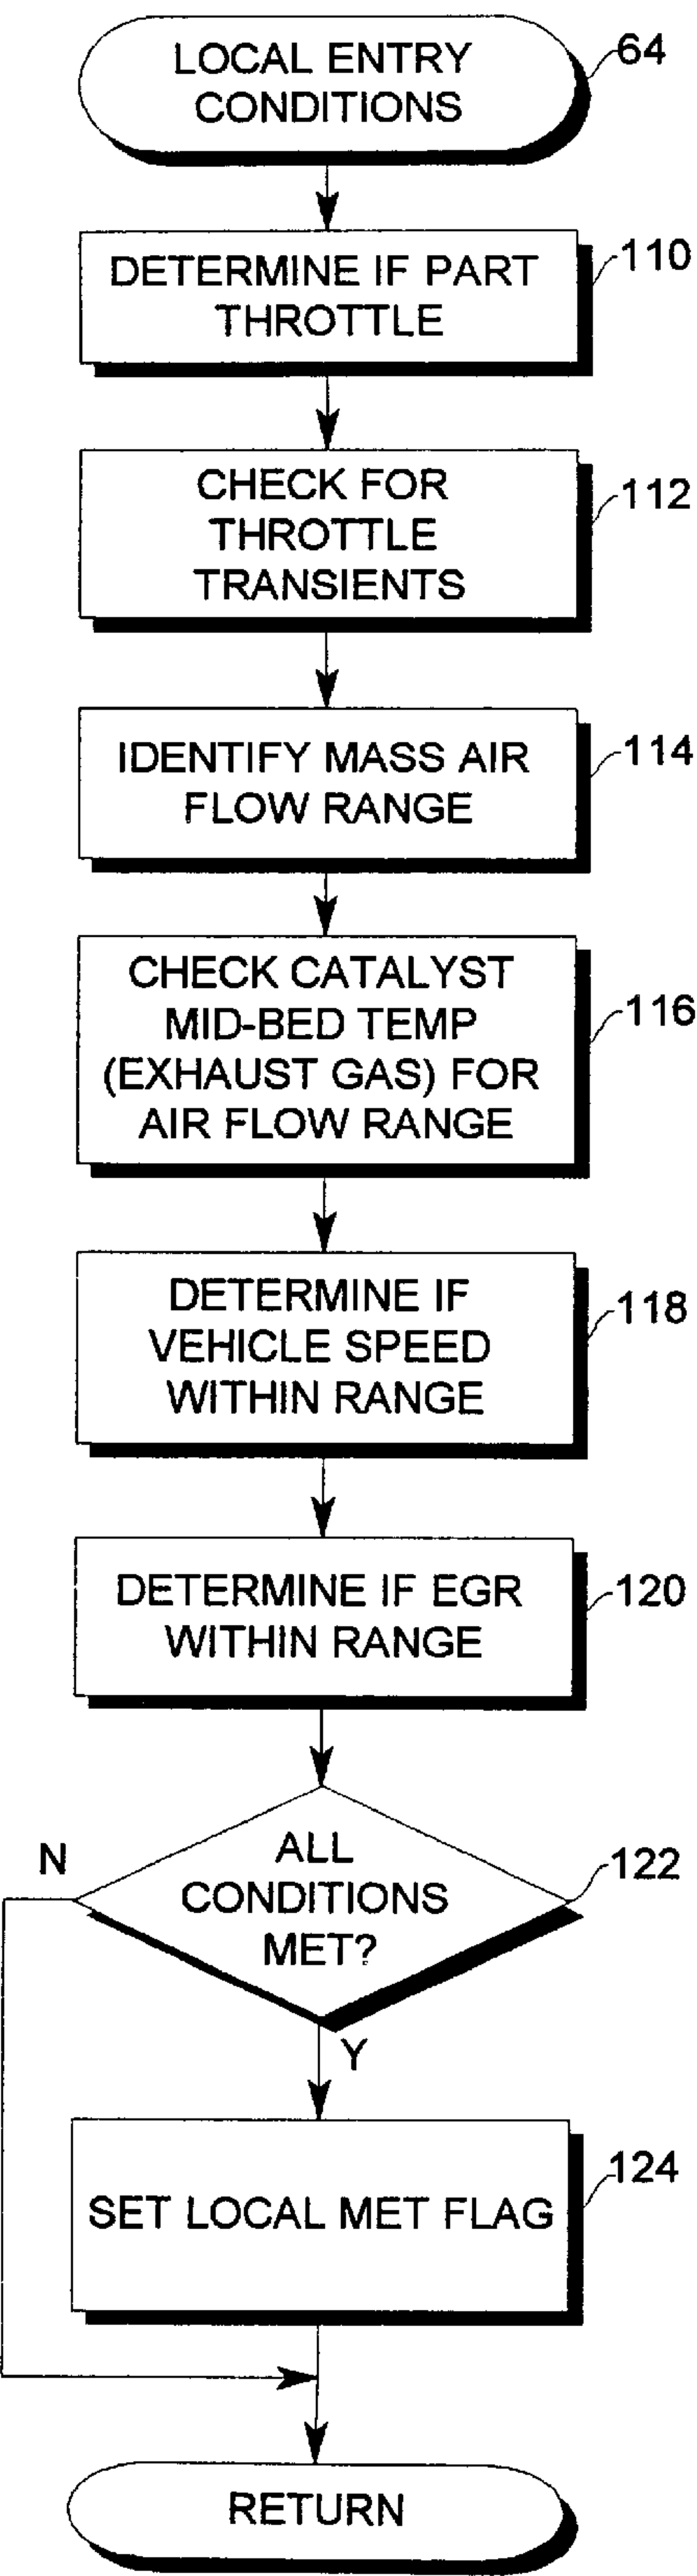 LOCAL ENTRY
CONDITIONS
64
DETERMINE IF PART
THROTTLE
110
CHECK FOR
THROTTLE
TRANSIENTS
112
IDENTIFY MASS AIR
FLOW RANGE
114
CHECK CATALYST
MID-BED TEMP
(EXHAUST GAS) FOR
AIR FLOW RANGE
116
DETERMINE IF
VEHICLE SPEED
WITHIN RANGE
118
DETERMINE IF EGR
WITHIN RANGE
120
N
ALL
CONDITIONS
MET?
122
Y
SET LOCAL MET FLAG
124
RETURN